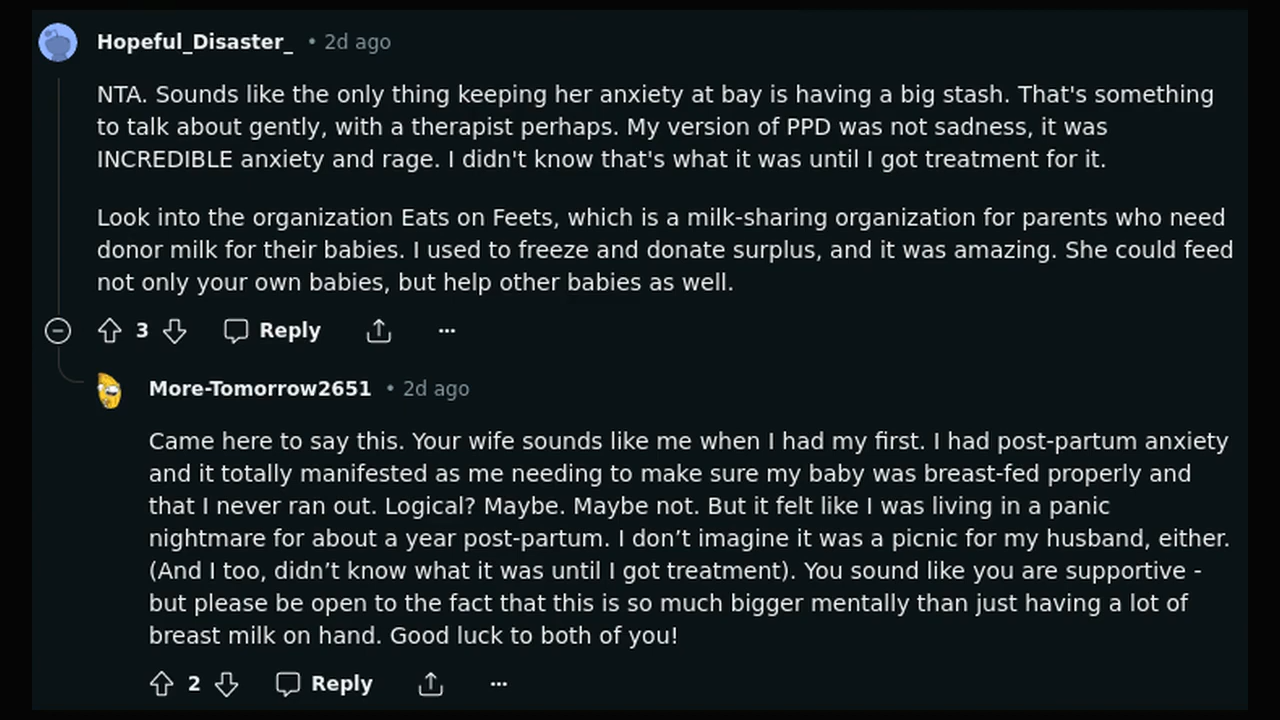 Hopeful_Disaster_ • 2d ago
NTA. Sounds like the only thing keeping her anxiety at bay is having a big stash. That's something
to talk about gently, with a therapist perhaps. My version of PPD was not sadness, it was
INCREDIBLE anxiety and rage. I didn't know that's what it was until I got treatment for it.
Look into the organization Eats on Feets, which is a milk-sharing organization for parents who need
donor milk for their babies. I used to freeze and donate surplus, and it was amazing. She could feed
not only your own babies, but help other babies as well.
3 Reply ...
More-Tomorrow2651 • 2d ago
Came here to say this. Your wife sounds like me when I had my first. I had post-partum anxiety
and it totally manifested as me needing to make sure my baby was breast-fed properly and
that I never ran out. Logical? Maybe. Maybe not. But it felt like I was living in a panic
nightmare for about a year post-partum. I don’t imagine it was a picnic for my husband, either.
(And I too, didn’t know what it was until I got treatment). You sound like you are supportive -
but please be open to the fact that this is so much bigger mentally than just having a lot of
breast milk on hand. Good luck to both of you!
2 Reply ...